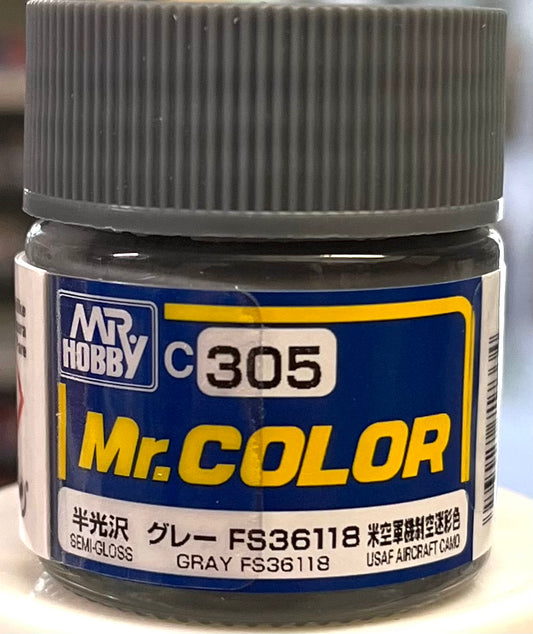 MR.
HOBBY
C 305
Mr.COLOR
半光沢 グレー FS36118 米空軍機制空迷彩色
SEMI-GLOSS GRAY FS36118 USAF AIRCRAFT CAMO